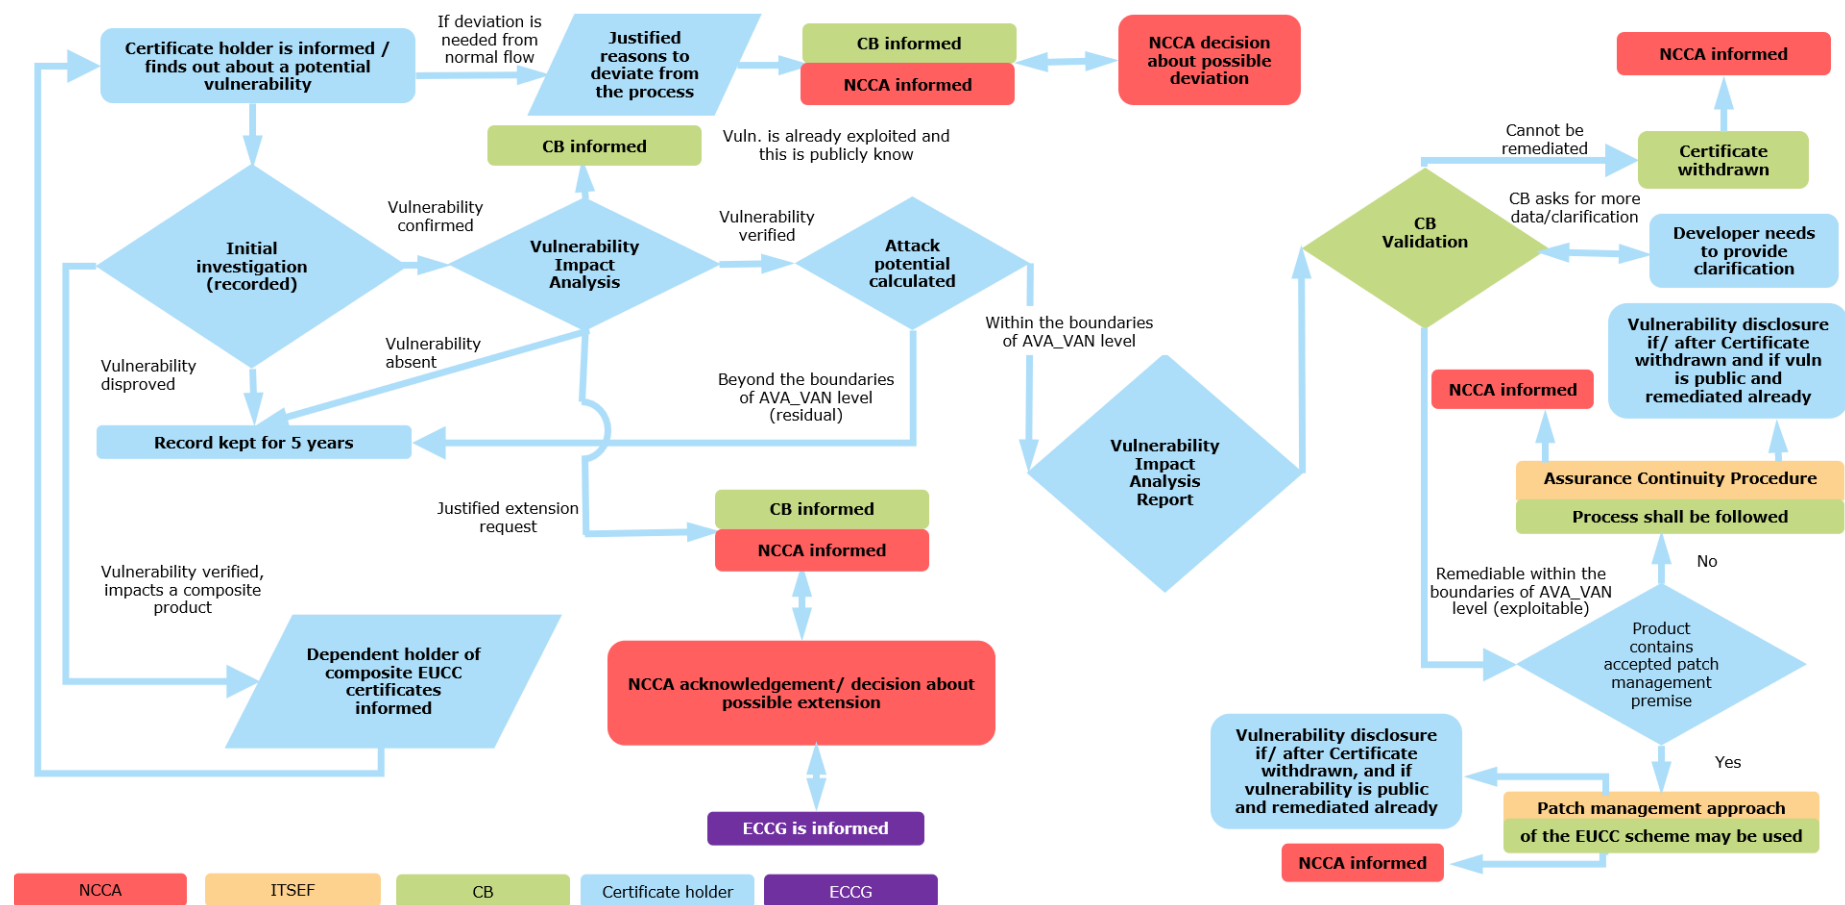 Certificate holder is informed /
finds out about a potential
vulnerability
If deviation is
needed from
normal flow
Justified
reasons to
deviate from
the process
CB informed
NCCA informed
NCCA decision
about possible
deviation
NCCA informed
CB informed
Vuln. is already exploited and
this is publicly know
Cannot be
remediated
Certificate
withdrawn
Vulnerability
confirmed
Vulnerability
verified
CB asks for more
data/clarification
Initial
investigation
(recorded)
Vulnerability
Impact
Analysis
Attack
potential
calculated
CB
Validation
Developer needs
to provide
clarification
Within the boundaries
of AVA_VAN level
Vulnerability
disproved
Vulnerability
absent
Beyond the boundaries
of AVA_VAN level
(residual)
Vulnerability disclosure
if/ after Certificate
withdrawn and if vuln
is public and
remediated already
NCCA informed
Record kept for 5 years
Vulnerability
Impact
Analysis
Report
Assurance Continuity Procedure
Process shall be followed
Justified extension
request
CB informed
NCCA informed
No
Vulnerability verified,
impacts a composite
product
Remediable within the
boundaries of AVA_VAN
level (exploitable)
Product
contains
accepted patch
management
premise
Dependent holder of
composite EUCC
certificates
informed
NCCA acknowledgement/ decision about
possible extension
Yes
Vulnerability disclosure
if/ after Certificate
withdrawn, and if
vulnerability is public
and remediated already
Patch management approach
of the EUCC scheme may be used
ECCG is informed
NCCA informed
NCCA
ITSEF
CB
Certificate holder
ECCG